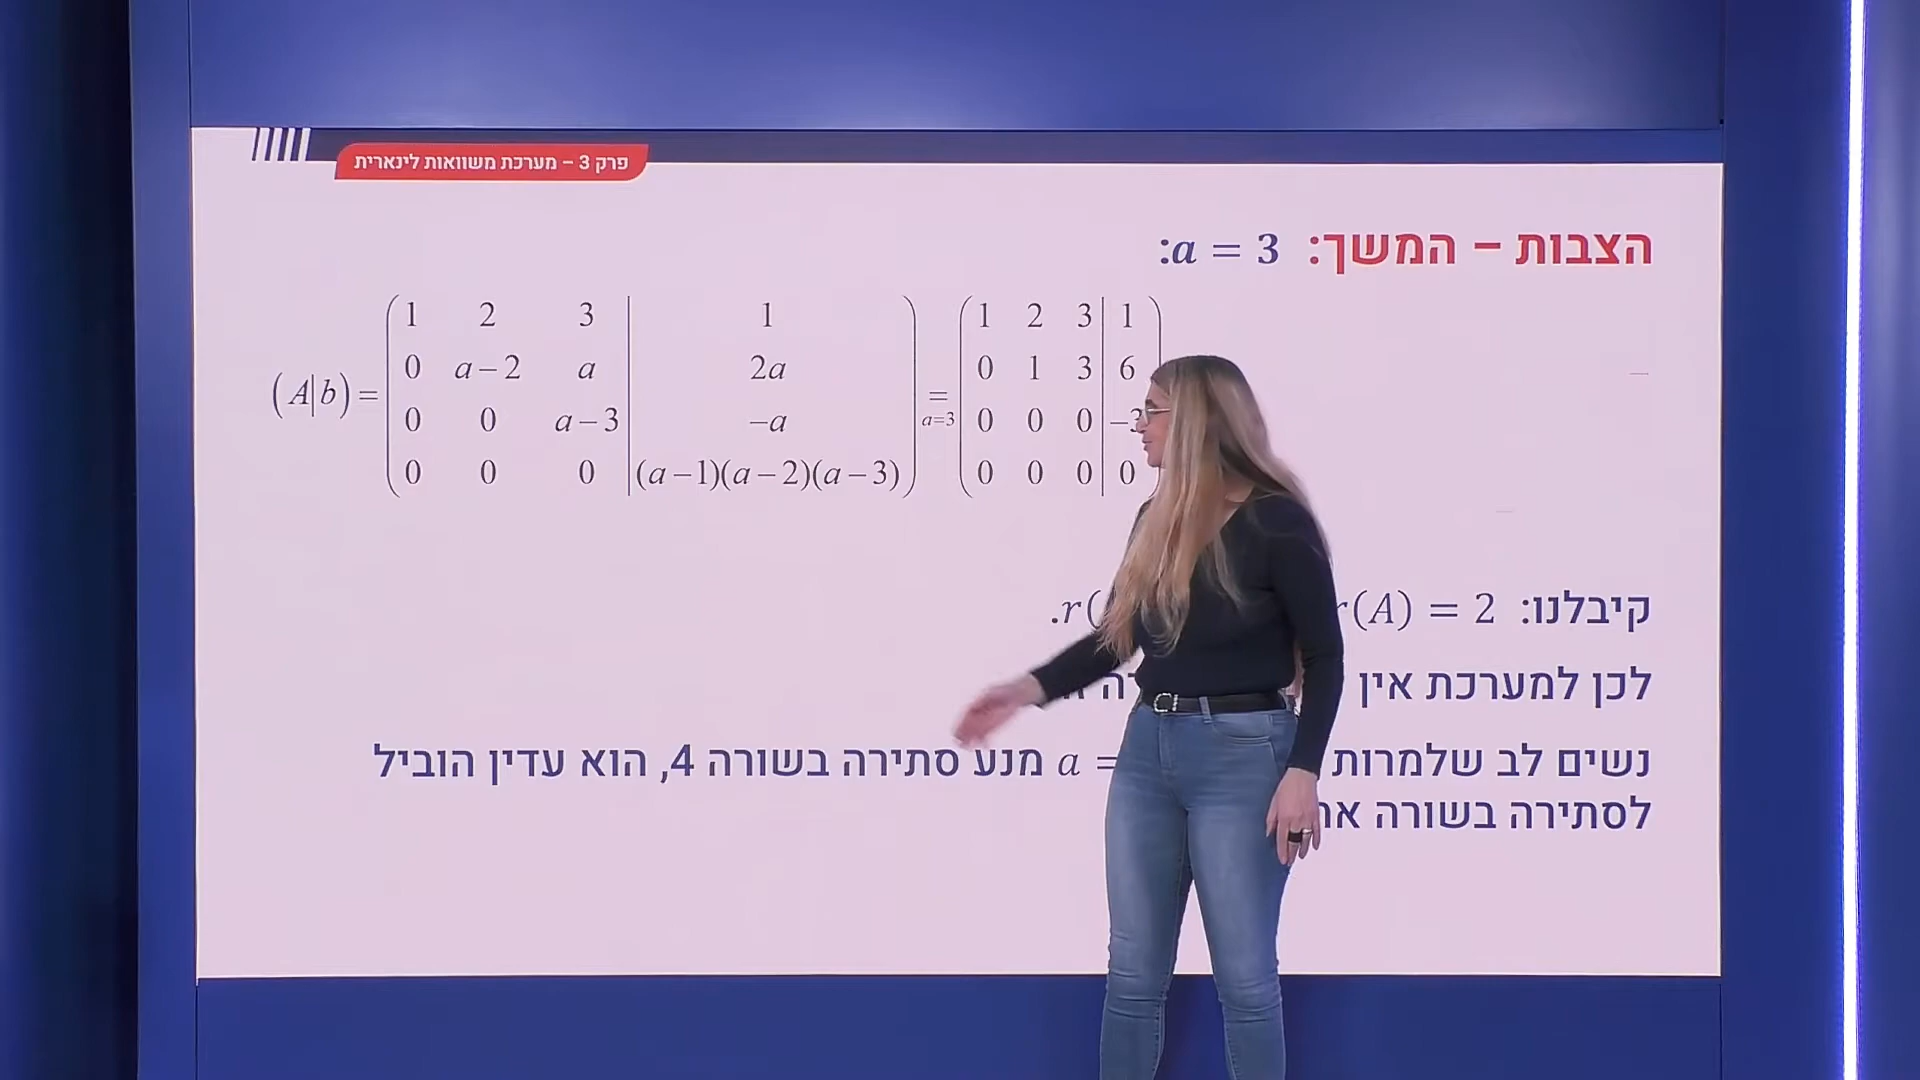 פרק 3 – מערכת משוואות לינארית
הצבות – המשך: a = 3:
(A|b) =
1 2 3 | 1
0 a−2 a | 2a
0 0 a−3 | −a
0 0 0 | (a−1)(a−2)(a−3)
= a=3
1 2 3 | 1
0 1 3 | 6
0 0 0 | −3
0 0 0 | 0
קיבלנו: r(A) = 2 r(.
לכן למערכת אין
נשים לב שלמרות a = מנע סתירה בשורה 4, הוא עדין הוביל
לסתירה בשורה